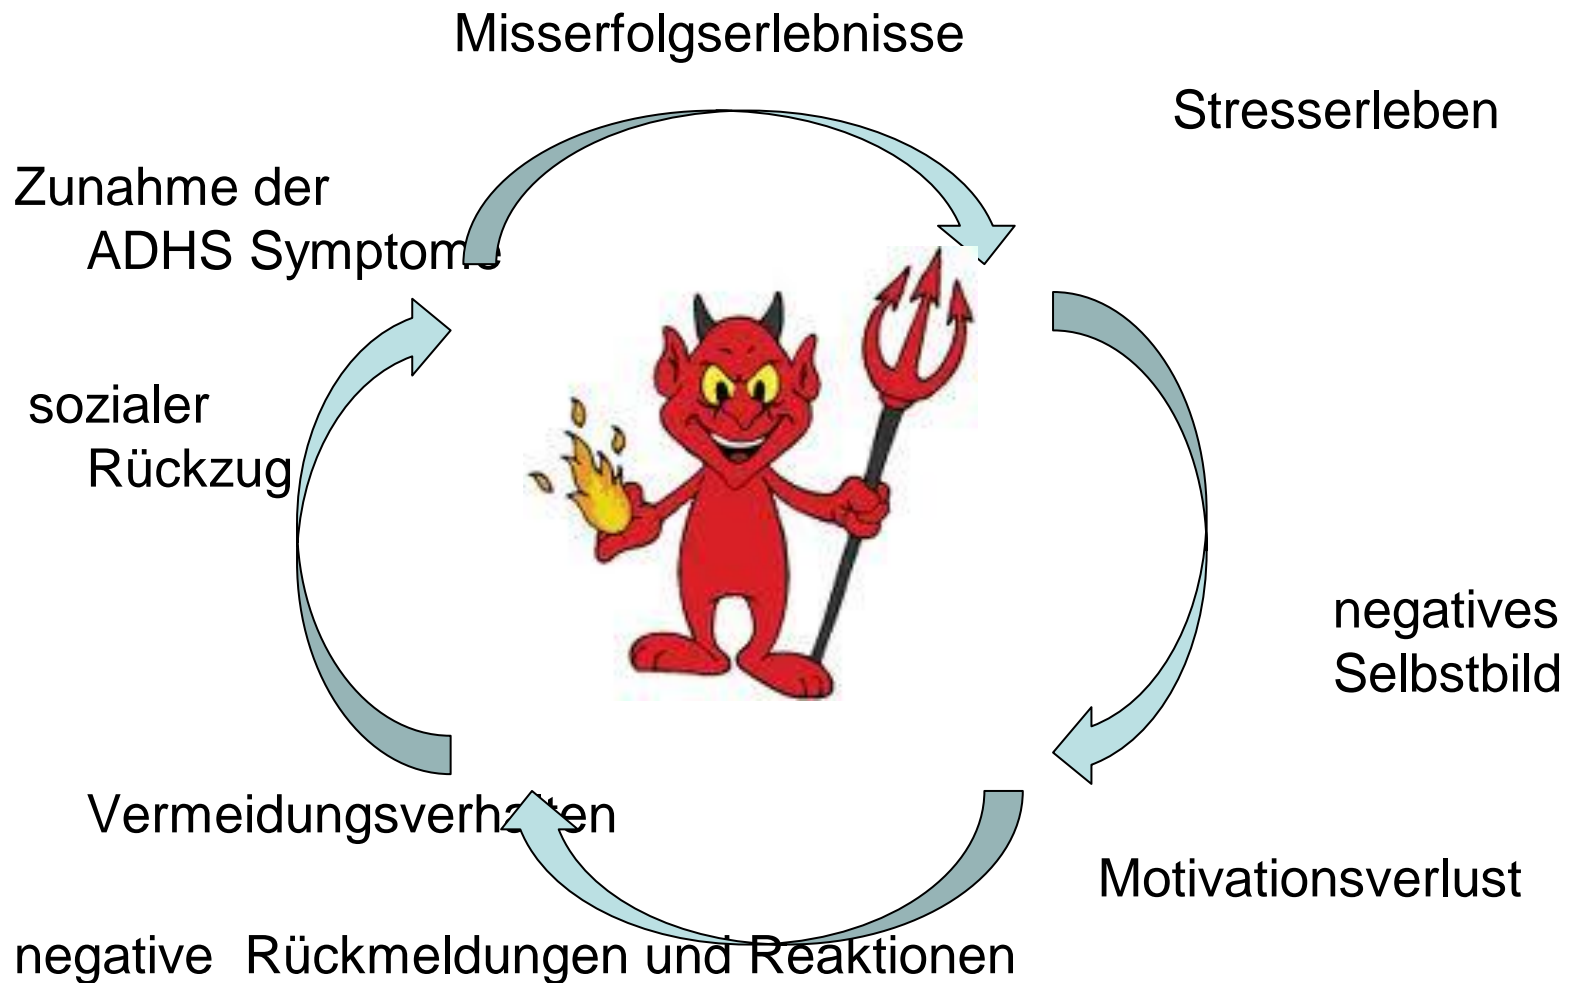 Misserfolgserlebnisse
Stresserleben
Zunahme der
ADHS Symptome
sozialer
Rückzug
negatives
Selbstbild
Vermeidungsverhalten
Motivationsverlust
negative Rückmeldungen und Reaktionen